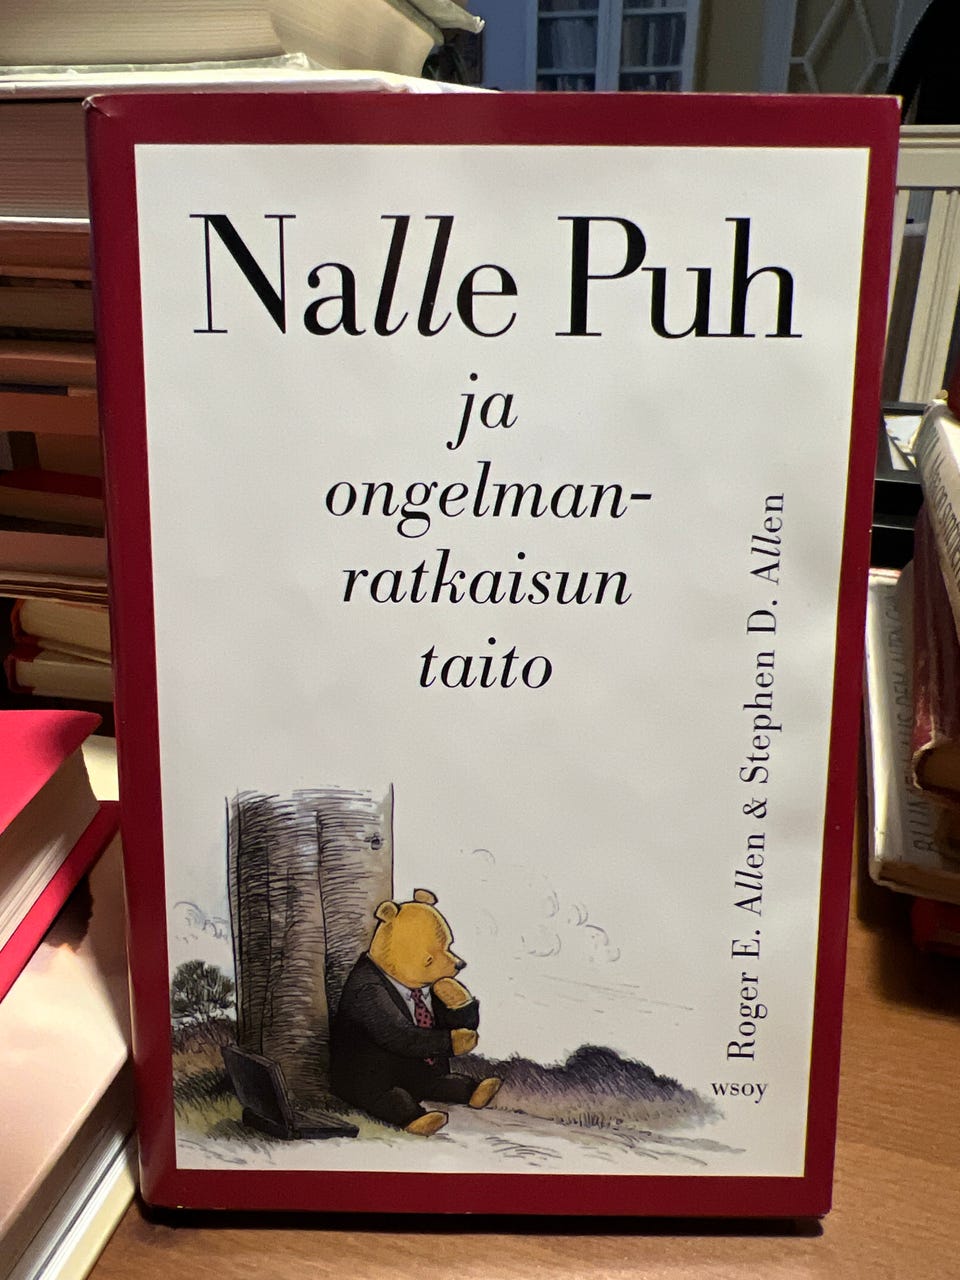 Nalle Puh
ja
ongelman-
ratkaisun
taito
Roger E. Allen & Stephen D. Allen
wsoy